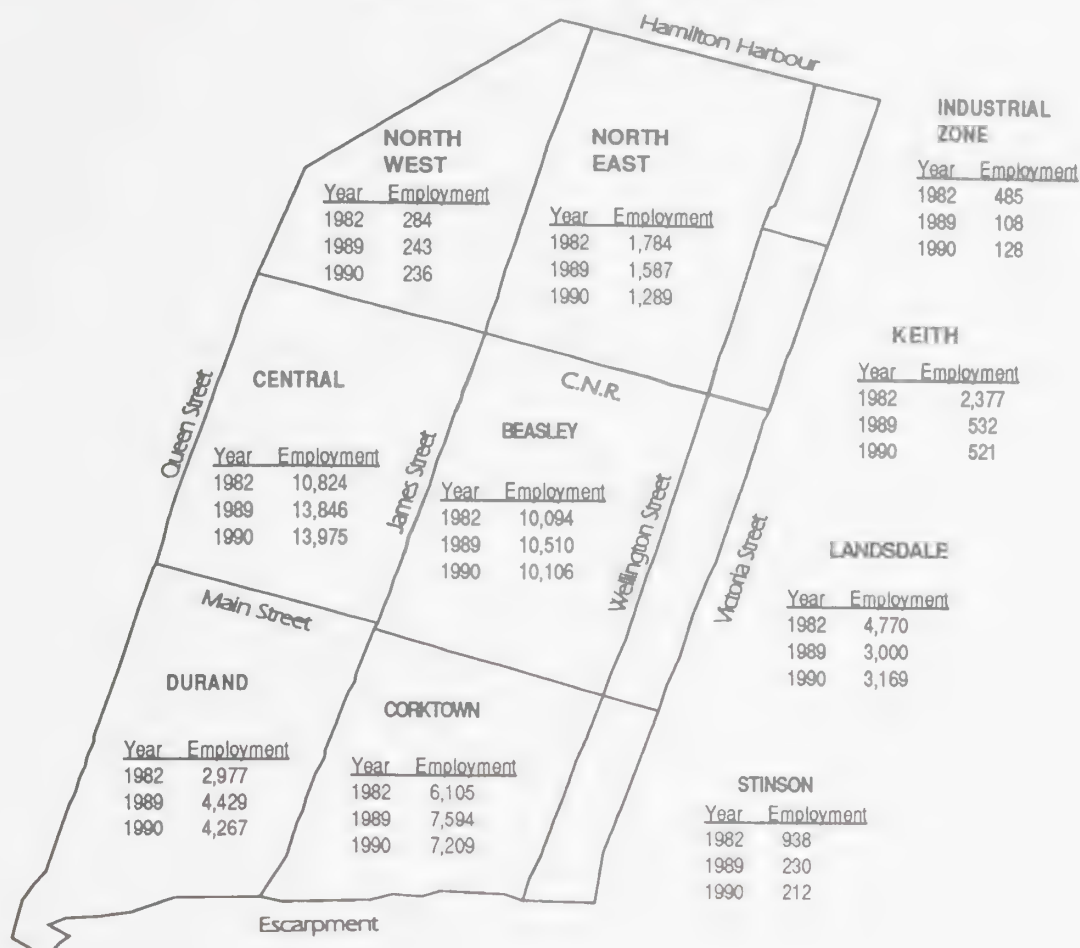 Hamilton Harbour
NORTH
WEST
Year Employment
1982 284
1989 243
1990 236
NORTH
EAST
Year Employment
1982 1,784
1989 1,587
1990 1,289
INDUSTRIAL
ZONE
Year Employment
1982 485
1989 108
1990 128
KEITH
Year Employment
1982 2,377
1989 532
1990 521
Queen Street
CENTRAL
Year Employment
1982 10,824
1989 13,846
1990 13,975
James Street
C.N.R.
BEASLEY
Year Employment
1982 10,094
1989 10,510
1990 10,106
Wellington Street
Victoria Street
LANDSDALE
Year Employment
1982 4,770
1989 3,000
1990 3,169
Main Street
DURAND
Year Employment
1982 2,977
1989 4,429
1990 4,267
CORKTOWN
Year Employment
1982 6,105
1989 7,594
1990 7,209
STINSON
Year Employment
1982 938
1989 230
1990 212
Escarpment